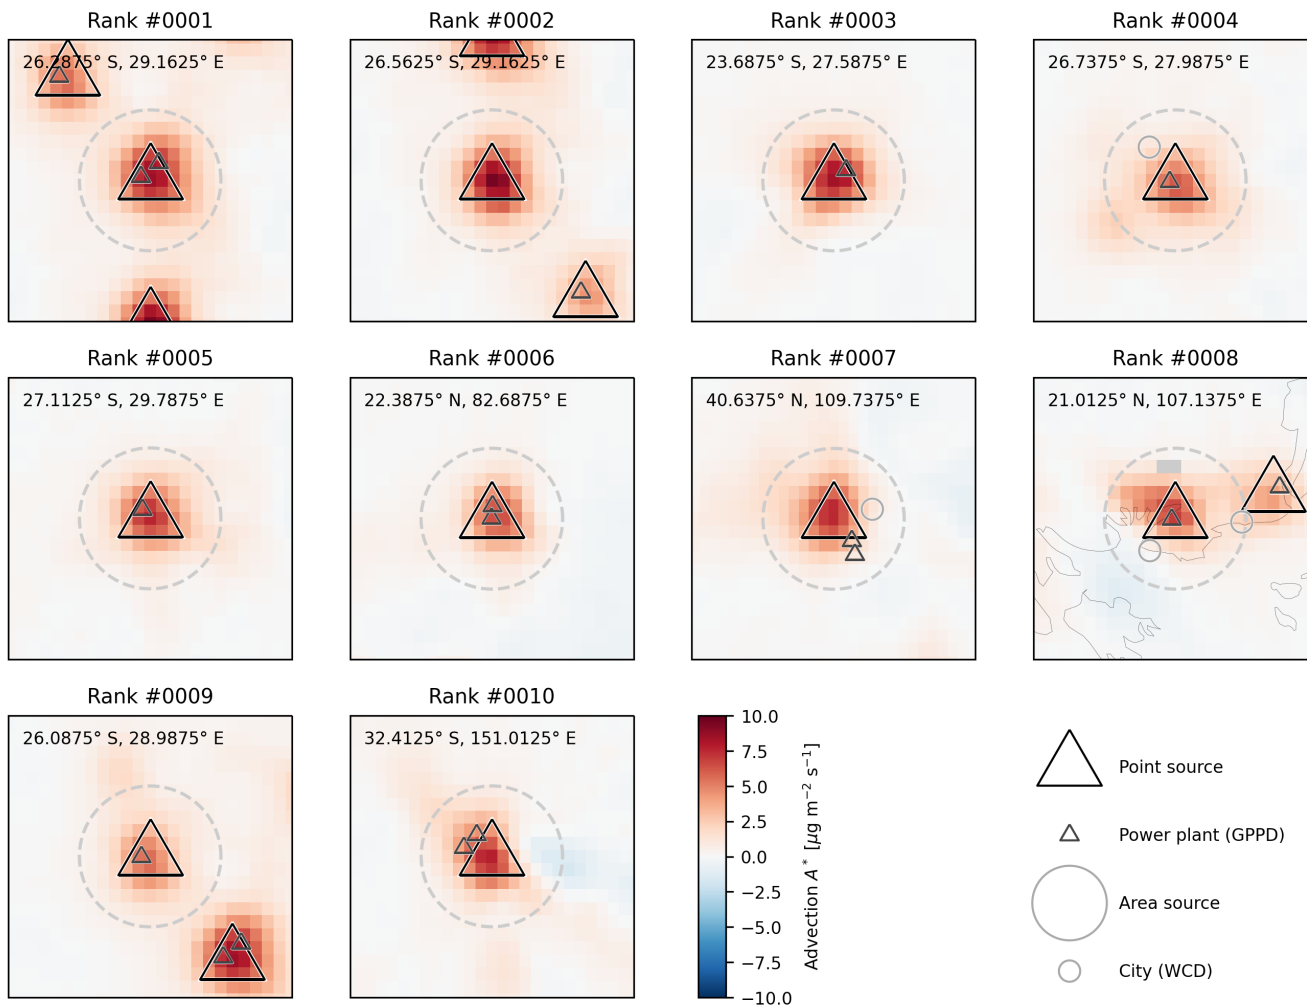 Rank #0001
26.2875° S, 29.1625° E
Rank #0002
26.5625° S, 29.1625° E
Rank #0003
23.6875° S, 27.5875° E
Rank #0004
26.7375° S, 27.9875° E
Rank #0005
27.1125° S, 29.7875° E
Rank #0006
22.3875° N, 82.6875° E
Rank #0007
40.6375° N, 109.7375° E
Rank #0008
21.0125° N, 107.1375° E
Rank #0009
26.0875° S, 28.9875° E
Rank #0010
32.4125° S, 151.0125° E
10.0
7.5
5.0
2.5
0.0
−2.5
−5.0
−7.5
−10.0
Advection A* [μg m⁻² s⁻¹]
Point source
Power plant (GPPD)
Area source
City (WCD)